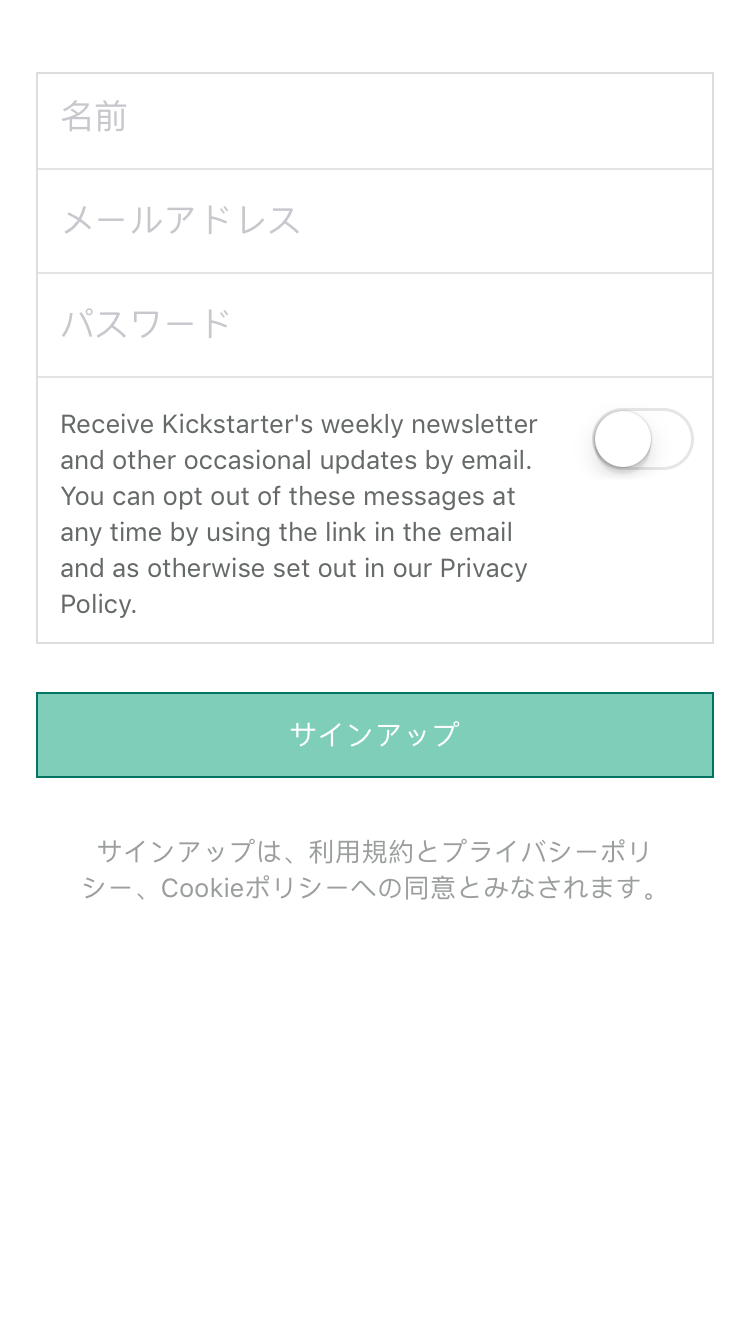 名前
メールアドレス
パスワード
Receive Kickstarter's weekly newsletter
and other occasional updates by email.
You can opt out of these messages at
any time by using the link in the email
and as otherwise set out in our Privacy
Policy.
サインアップ
サインアップは、利用規約とプライバシーポリ
シー、Cookieポリシーへの同意とみなされます。